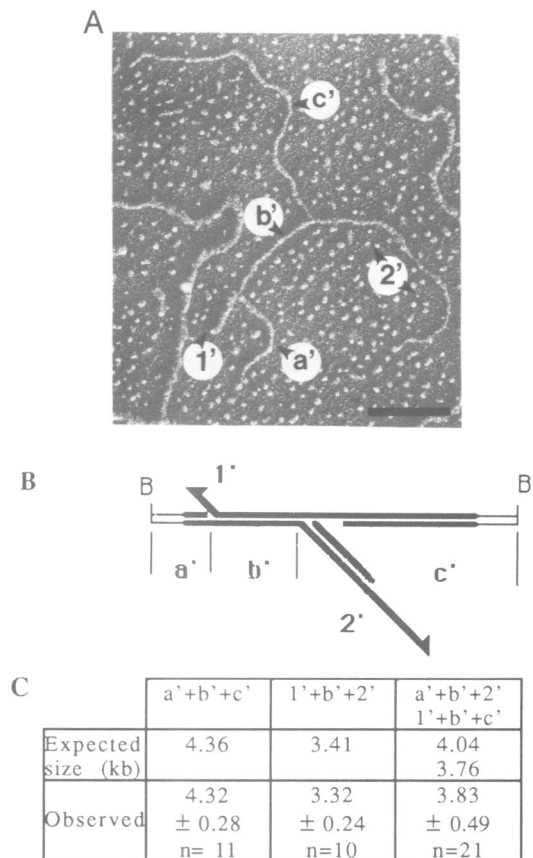 A
c'
b'
2'
1'
a'
B
B
1'
B
a' b' c'
2'
C
a'+b'+c' 1'+b'+2' a'+b'+2'
1'+b'+c'
Expected size (kb) 4.36 3.41 4.04
3.76
Observed 4.32 3.32 3.83
± 0.28 ± 0.24 ± 0.49
n= 11 n=10 n=21